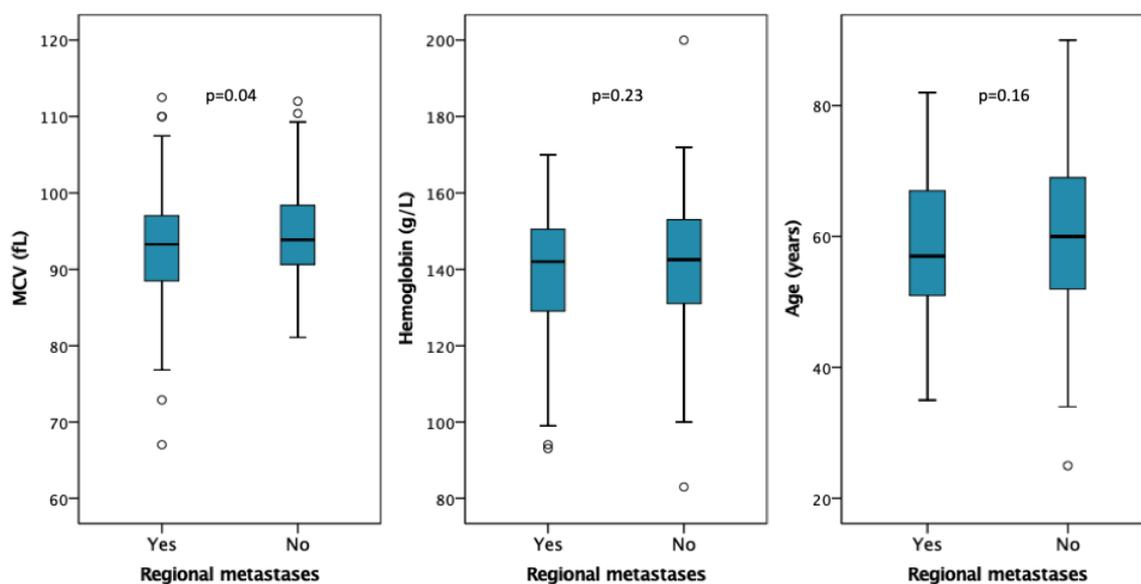 MCV (fL)
120
110
100
90
80
70
60
p=0.04
Yes
No
Regional metastases
Hemoglobin (g/L)
200
180
160
140
120
100
80
p=0.23
Yes
No
Regional metastases
Age (years)
80
60
40
20
p=0.16
Yes
No
Regional metastases